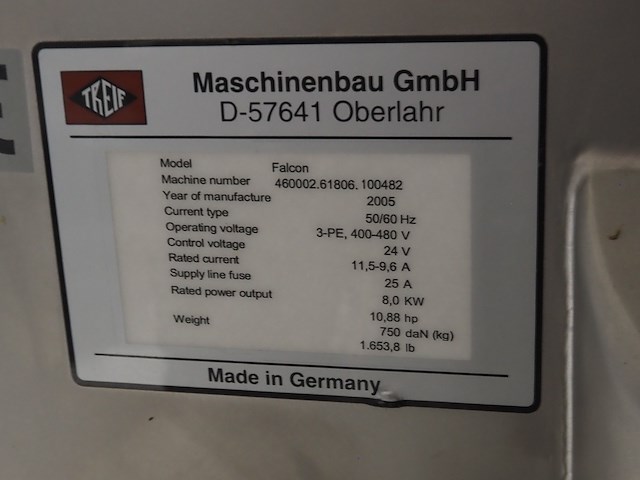 TREIF
Maschinenbau GmbH
D-57641 Oberlahr
Model Falcon
Machine number 460002.61806.100482
Year of manufacture 2005
Current type 50/60 Hz
Operating voltage 3-PE, 400-480 V
Control voltage 24 V
Rated current 11,5-9,6 A
Supply line fuse 25 A
Rated power output 8,0 KW
10,88 hp
Weight 750 daN (kg)
1.653,8 lb
Made in Germany